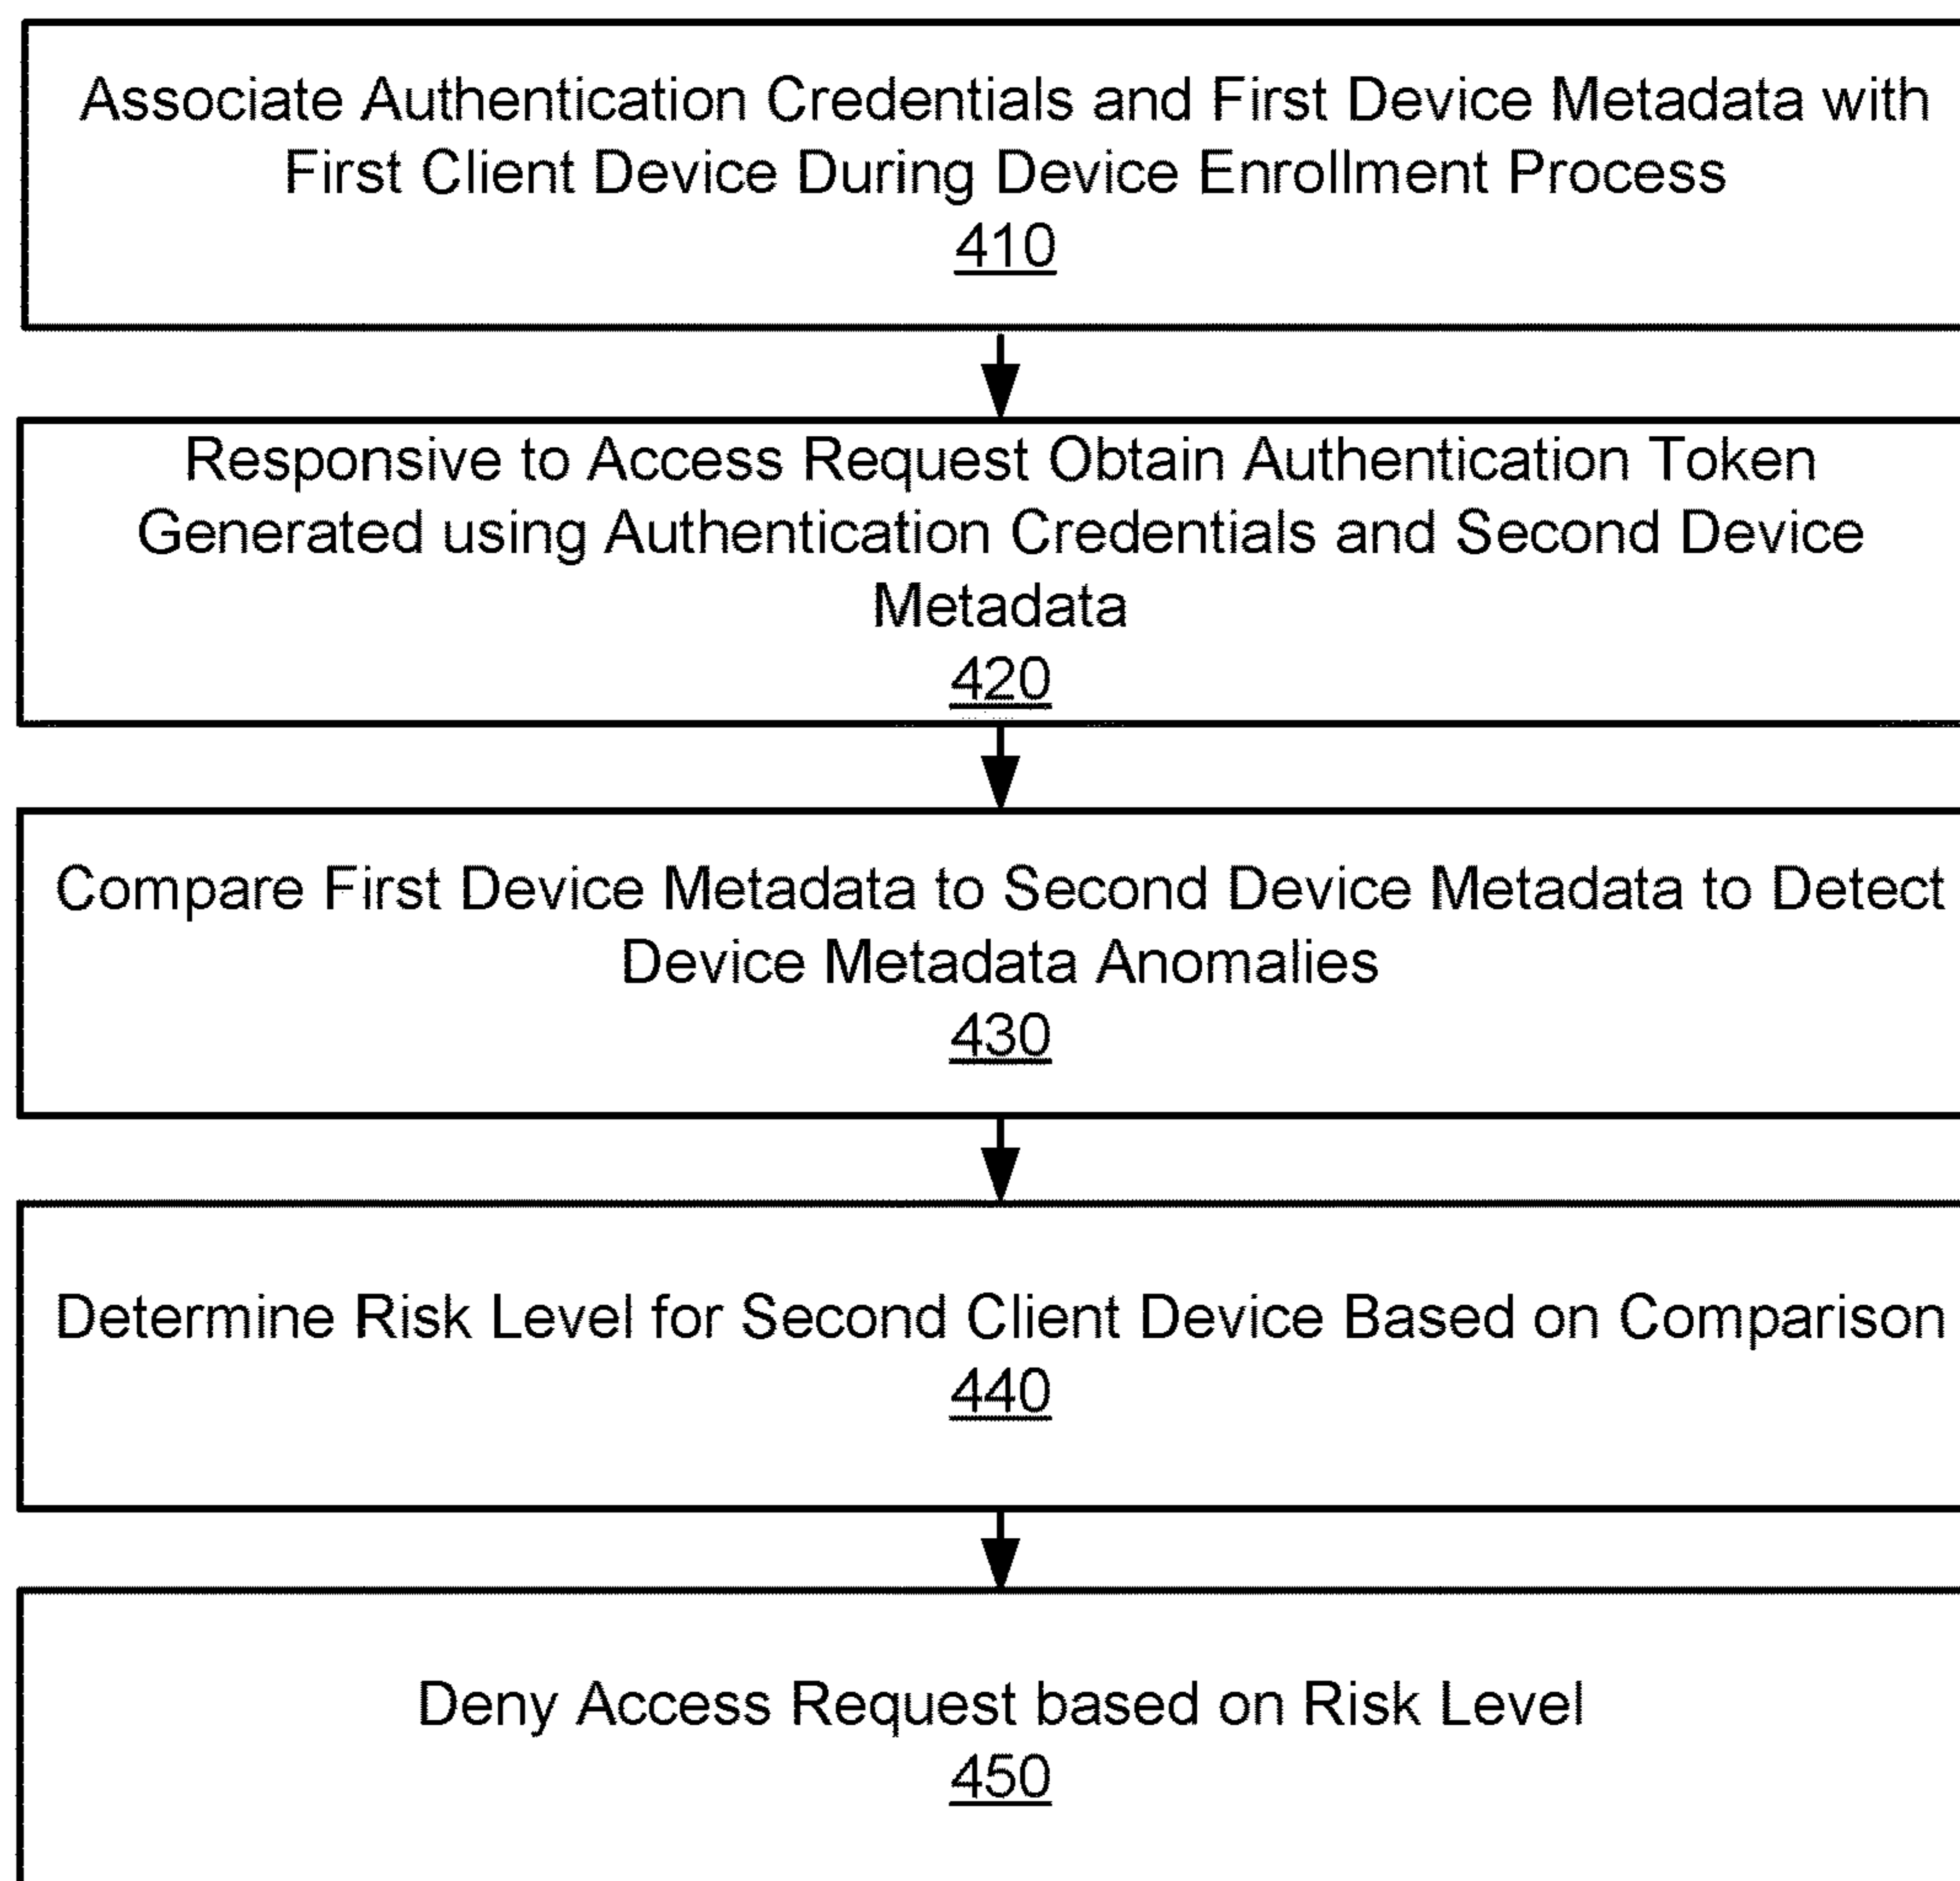 Associate Authentication Credentials and First Device Metadata with
First Client Device During Device Enrollment Process
410
Responsive to Access Request Obtain Authentication Token
Generated using Authentication Credentials and Second Device
Metadata
420
Compare First Device Metadata to Second Device Metadata to Detect
Device Metadata Anomalies
430
Determine Risk Level for Second Client Device Based on Comparison
440
Deny Access Request based on Risk Level
450